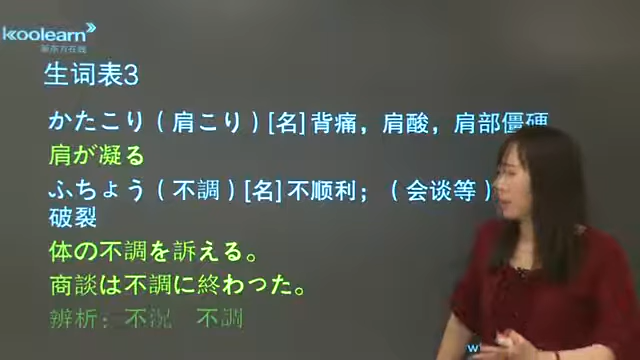 koolearn
新东方在线
生词表3
かたこり（肩こり）[名]背痛，肩酸，肩部僵硬
肩が凝る
ふちょう（不調）[名]不顺利；（会谈等）
破裂
体の不調を訴える。
商談は不調に終わった。
辨析：不況　不調
w